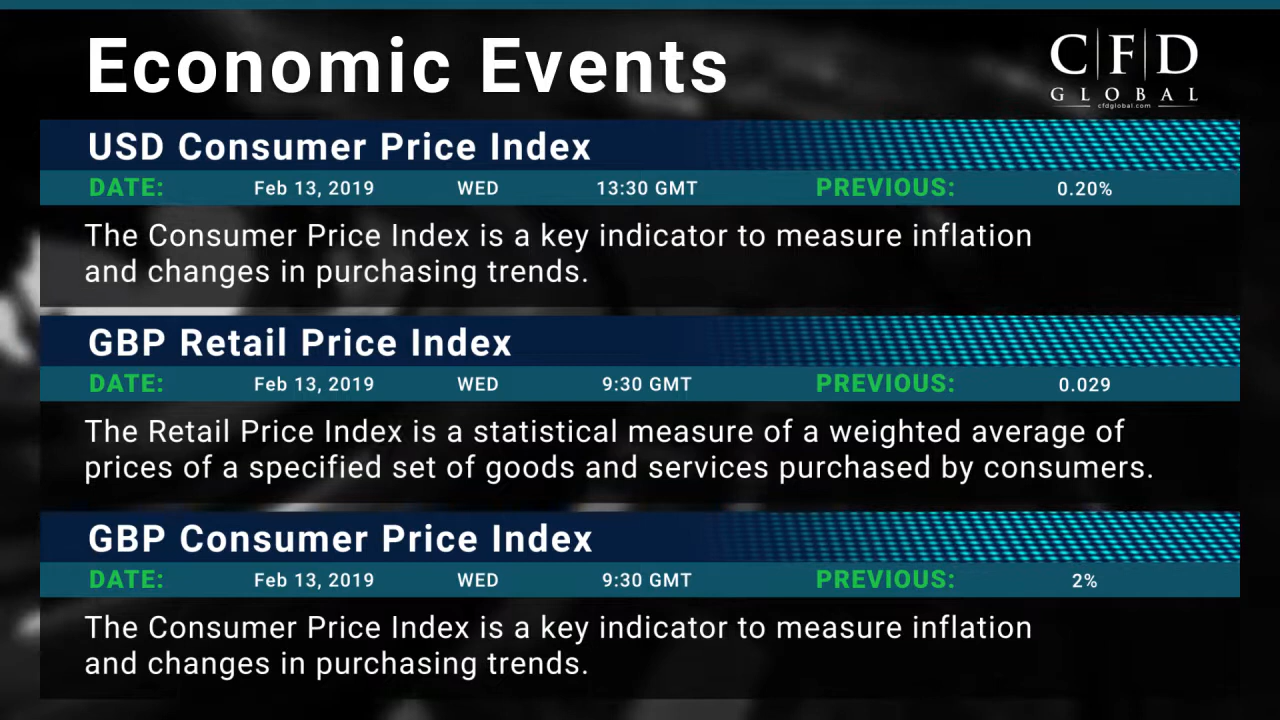 Economic Events
C|F|D
GLOBAL
cfdglobal.com
USD Consumer Price Index
DATE: Feb 13, 2019 WED 13:30 GMT PREVIOUS: 0.20%
The Consumer Price Index is a key indicator to measure inflation
and changes in purchasing trends.
GBP Retail Price Index
DATE: Feb 13, 2019 WED 9:30 GMT PREVIOUS: 0.029
The Retail Price Index is a statistical measure of a weighted average of
prices of a specified set of goods and services purchased by consumers.
GBP Consumer Price Index
DATE: Feb 13, 2019 WED 9:30 GMT PREVIOUS: 2%
The Consumer Price Index is a key indicator to measure inflation
and changes in purchasing trends.